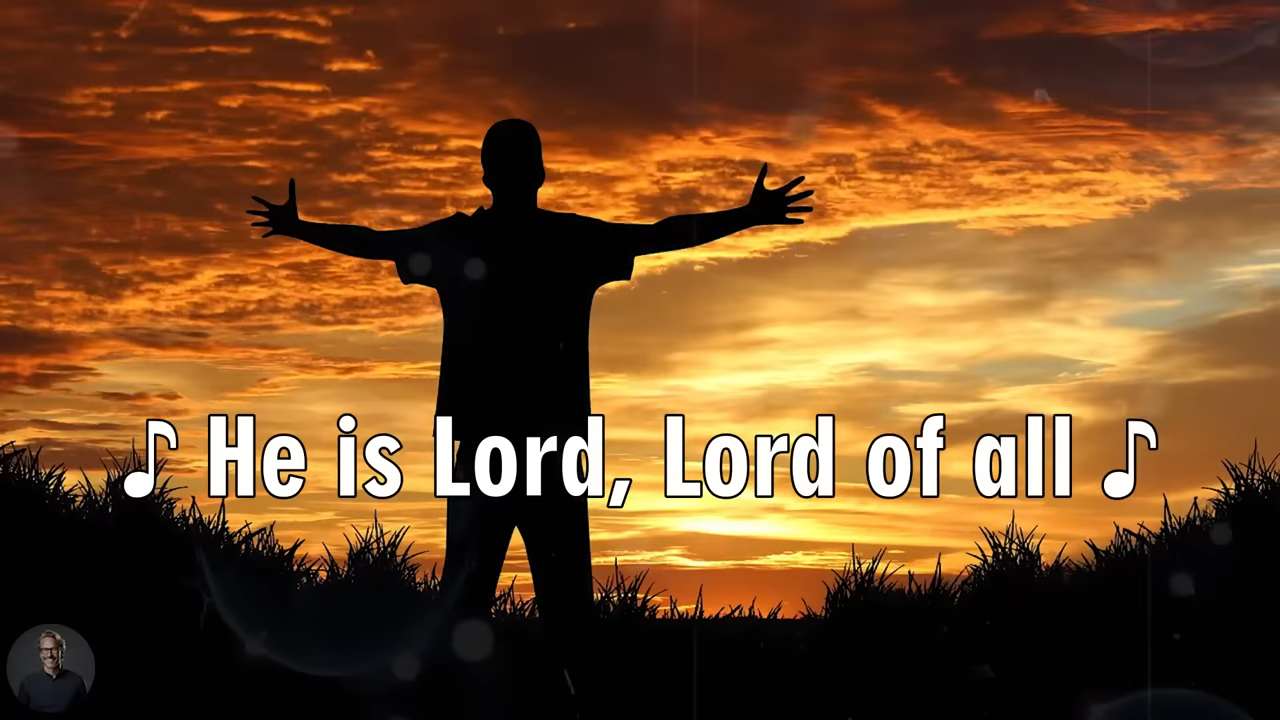 ♪ He is Lord, Lord of all ♪